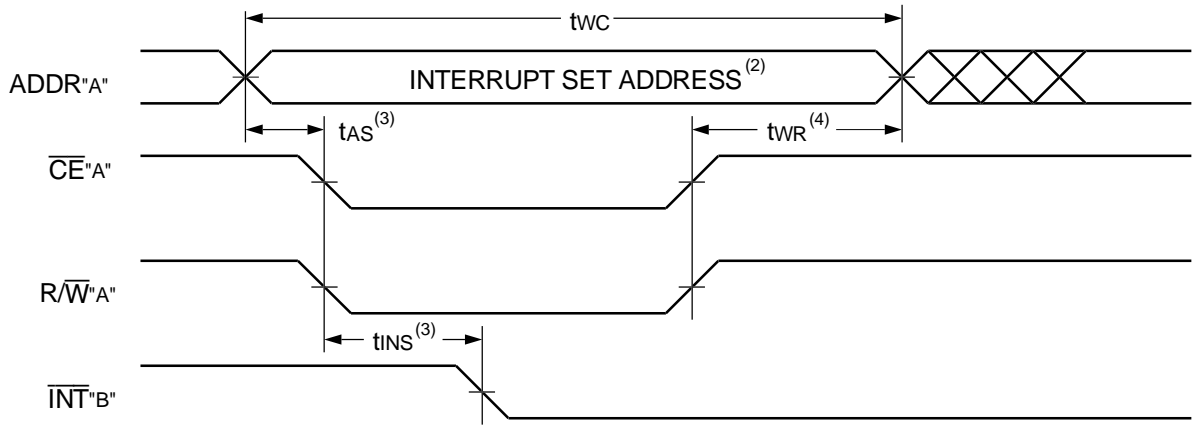 tWC
ADDR"A"
INTERRUPT SET ADDRESS(2)
tAS(3)
tWR(4)
CE"A"
R/W"A"
tINS(3)
INT"B"